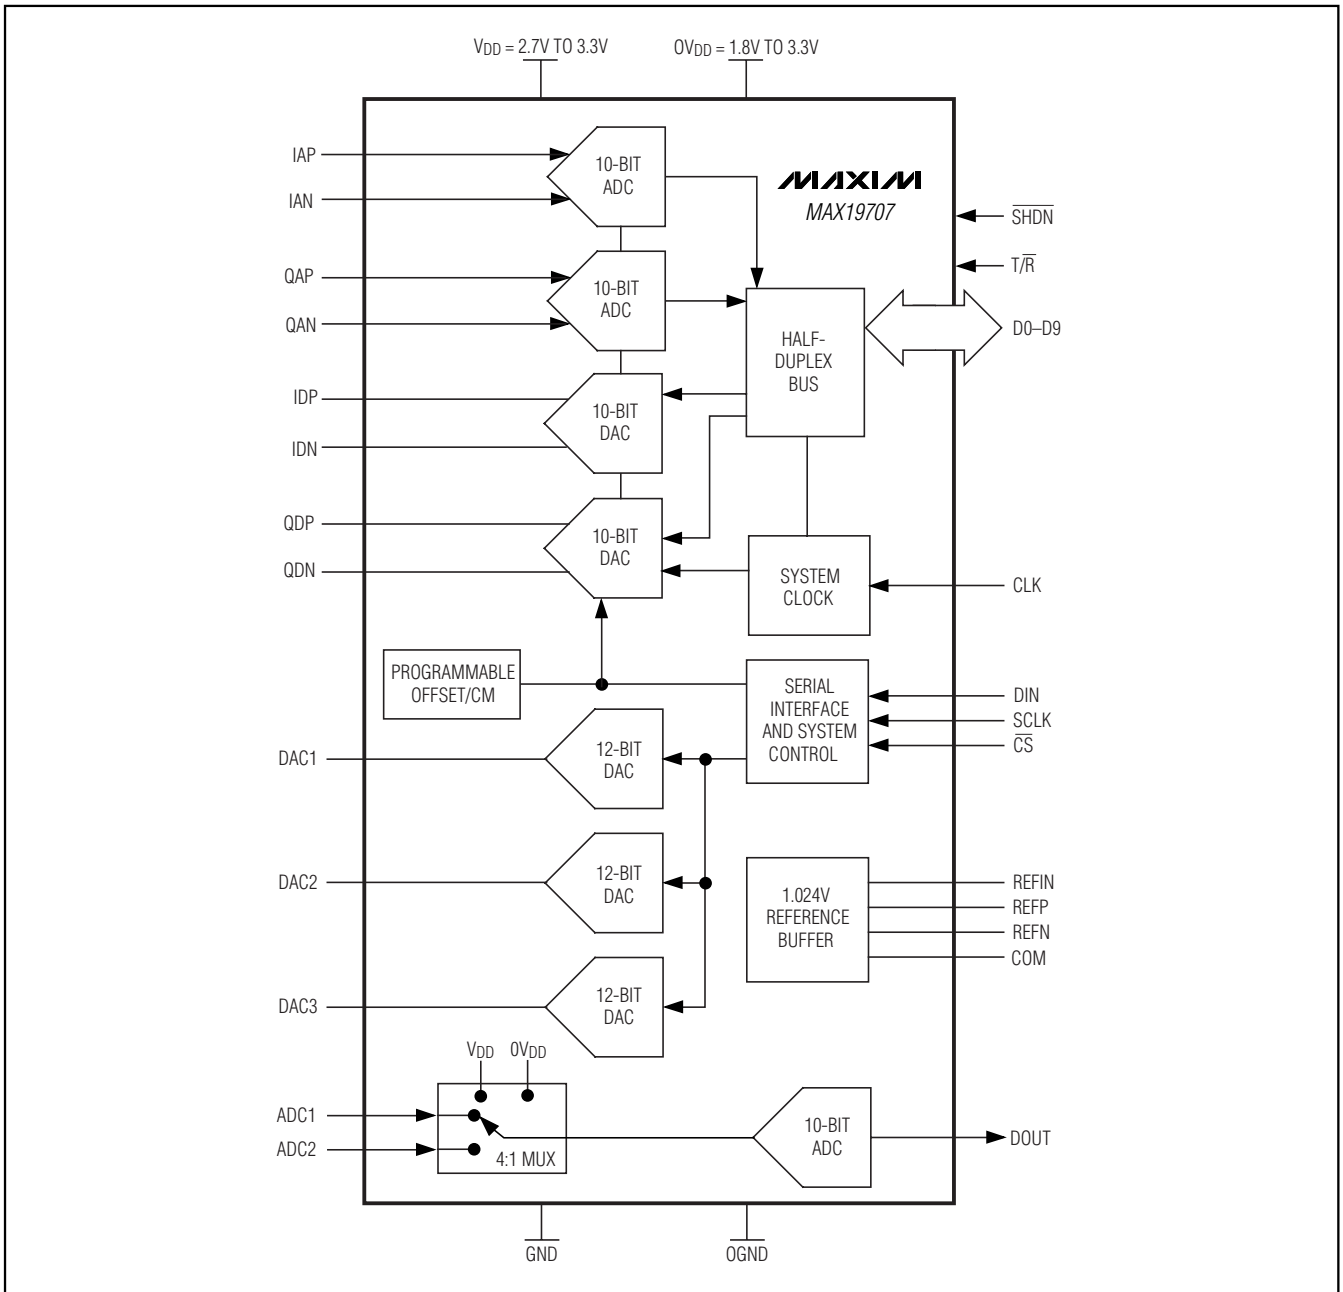 VDD = 2.7V TO 3.3V
OVDD = 1.8V TO 3.3V
IAP
IAN
10-BIT
ADC
MAXIM
MAX19707
SHDN
T/R
QAP
QAN
10-BIT
ADC
HALF-
DUPLEX
BUS
D0–D9
IDP
IDN
10-BIT
DAC
QDP
QDN
10-BIT
DAC
SYSTEM
CLOCK
CLK
PROGRAMMABLE
OFFSET/CM
SERIAL
INTERFACE
AND SYSTEM
CONTROL
DIN
SCLK
CS
DAC1
12-BIT
DAC
DAC2
12-BIT
DAC
1.024V
REFERENCE
BUFFER
REFIN
REFP
REFN
COM
DAC3
12-BIT
DAC
VDD
OVDD
ADC1
ADC2
4:1 MUX
10-BIT
ADC
DOUT
GND
OGND